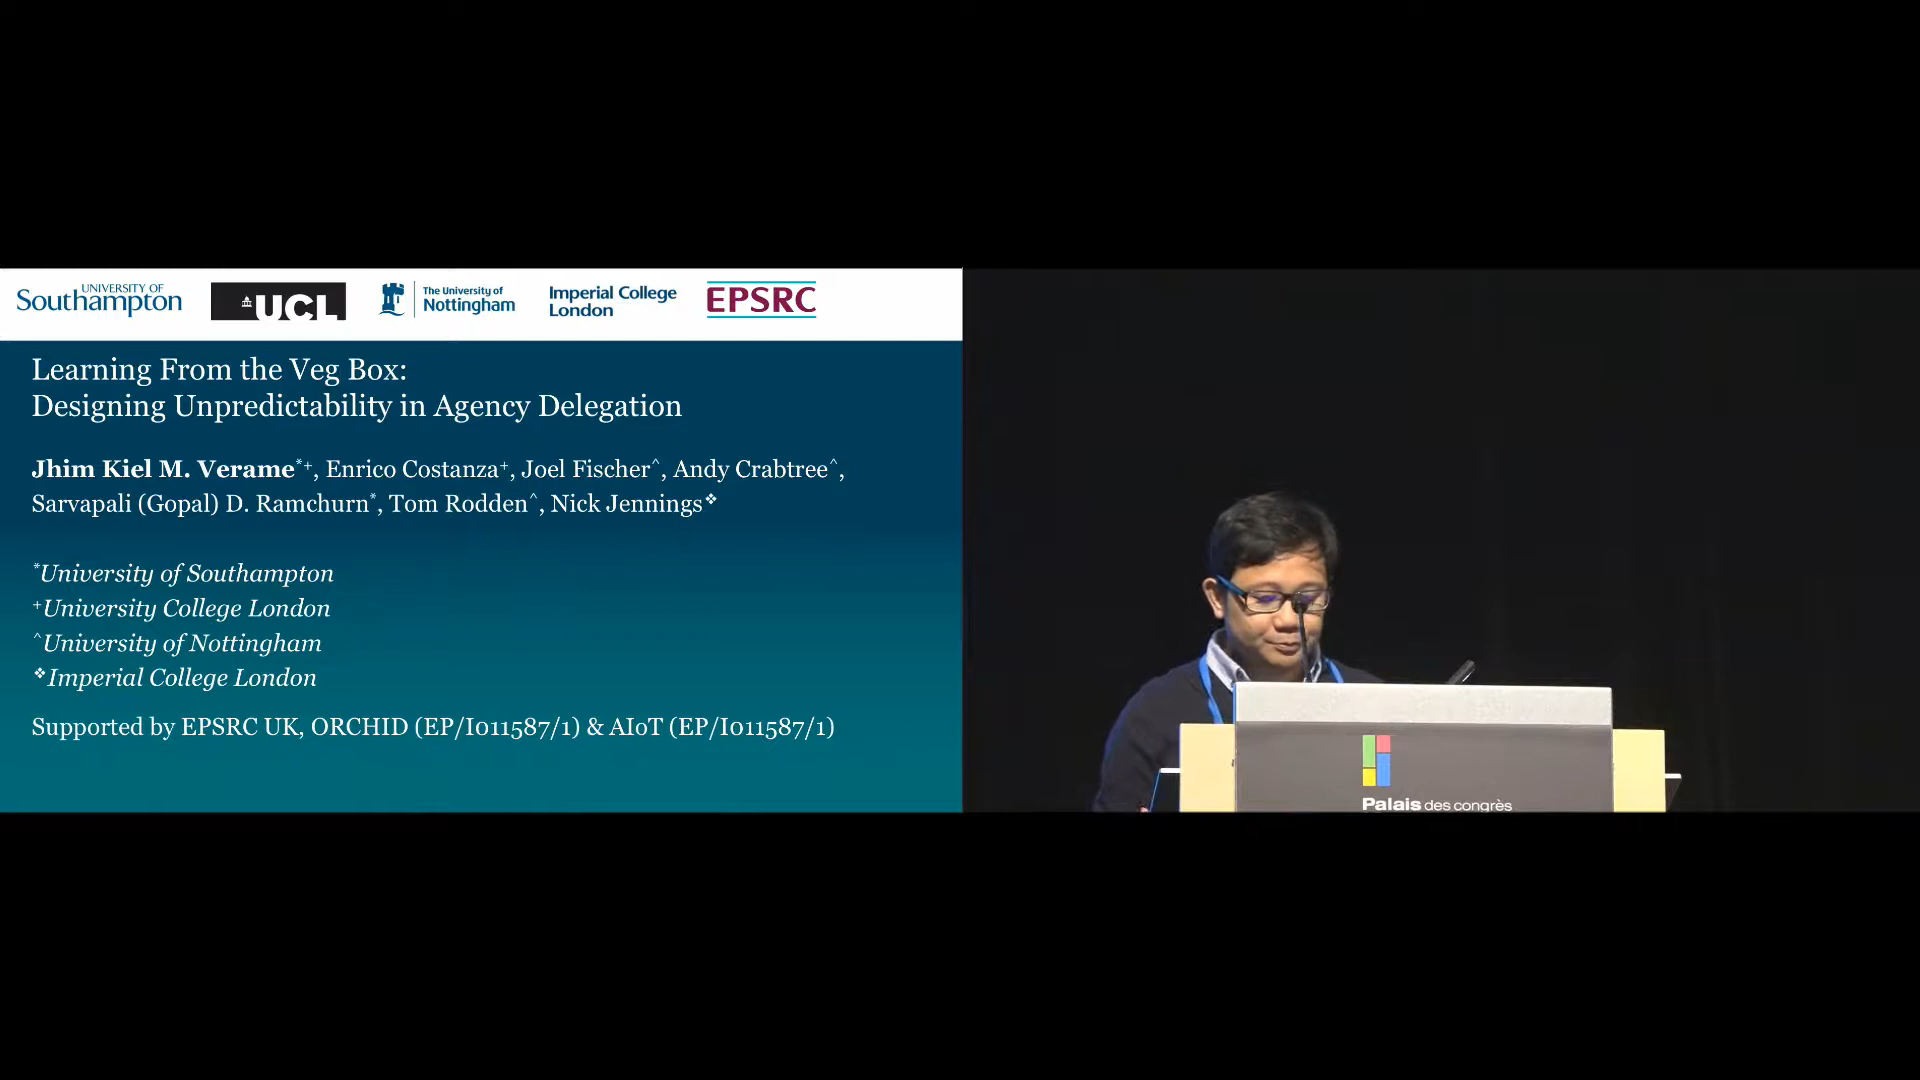 UNIVERSITY OF
Southampton
UCL
The University of
Nottingham
Imperial College
London
EPSRC
Learning From the Veg Box:
Designing Unpredictability in Agency Delegation
Jhim Kiel M. Verame*+, Enrico Costanza+, Joel Fischer^, Andy Crabtree^,
Sarvapali (Gopal) D. Ramchurn*, Tom Rodden^, Nick Jennings❖
*University of Southampton
+University College London
^University of Nottingham
❖Imperial College London
Supported by EPSRC UK, ORCHID (EP/I011587/1) & AIoT (EP/I011587/1)
Palais des congrès